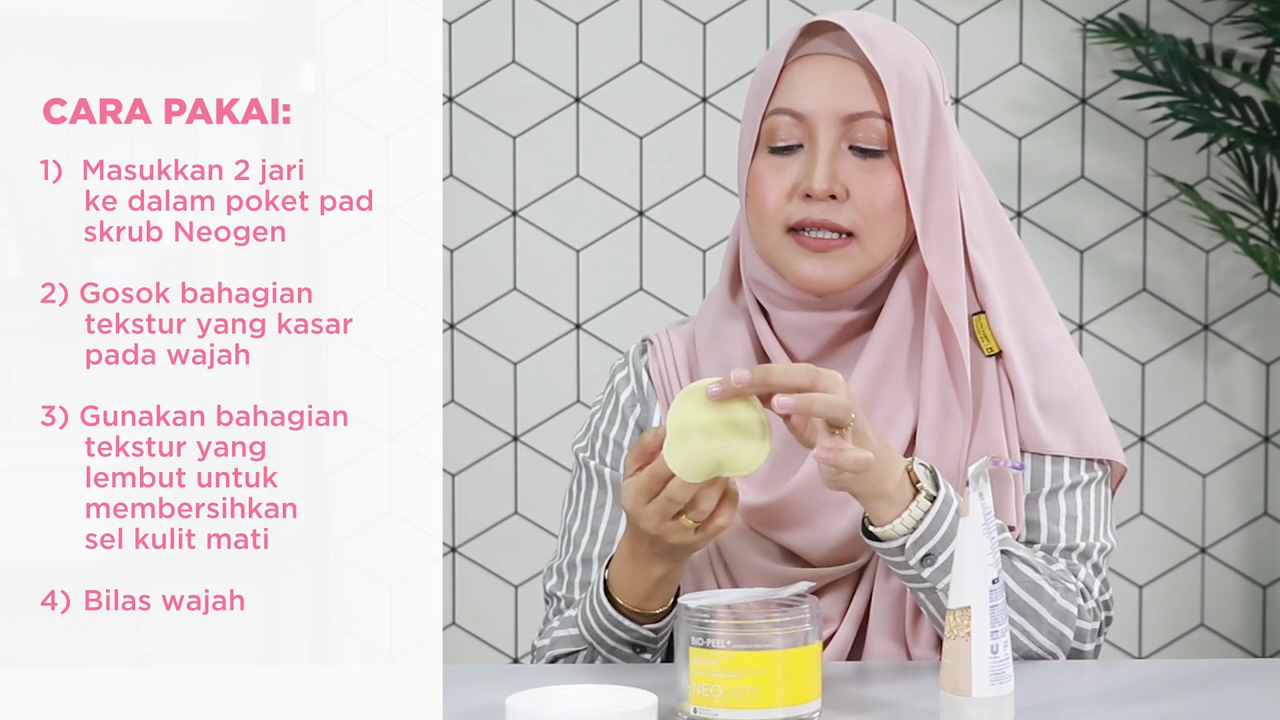 CARA PAKAI:
1) Masukkan 2 jari
ke dalam poket pad
skrub Neogen
2) Gosok bahagian
tekstur yang kasar
pada wajah
3) Gunakan bahagian
tekstur yang
lembut untuk
membersihkan
sel kulit mati
4) Bilas wajah
BIO-PEEL+
NEOGEN